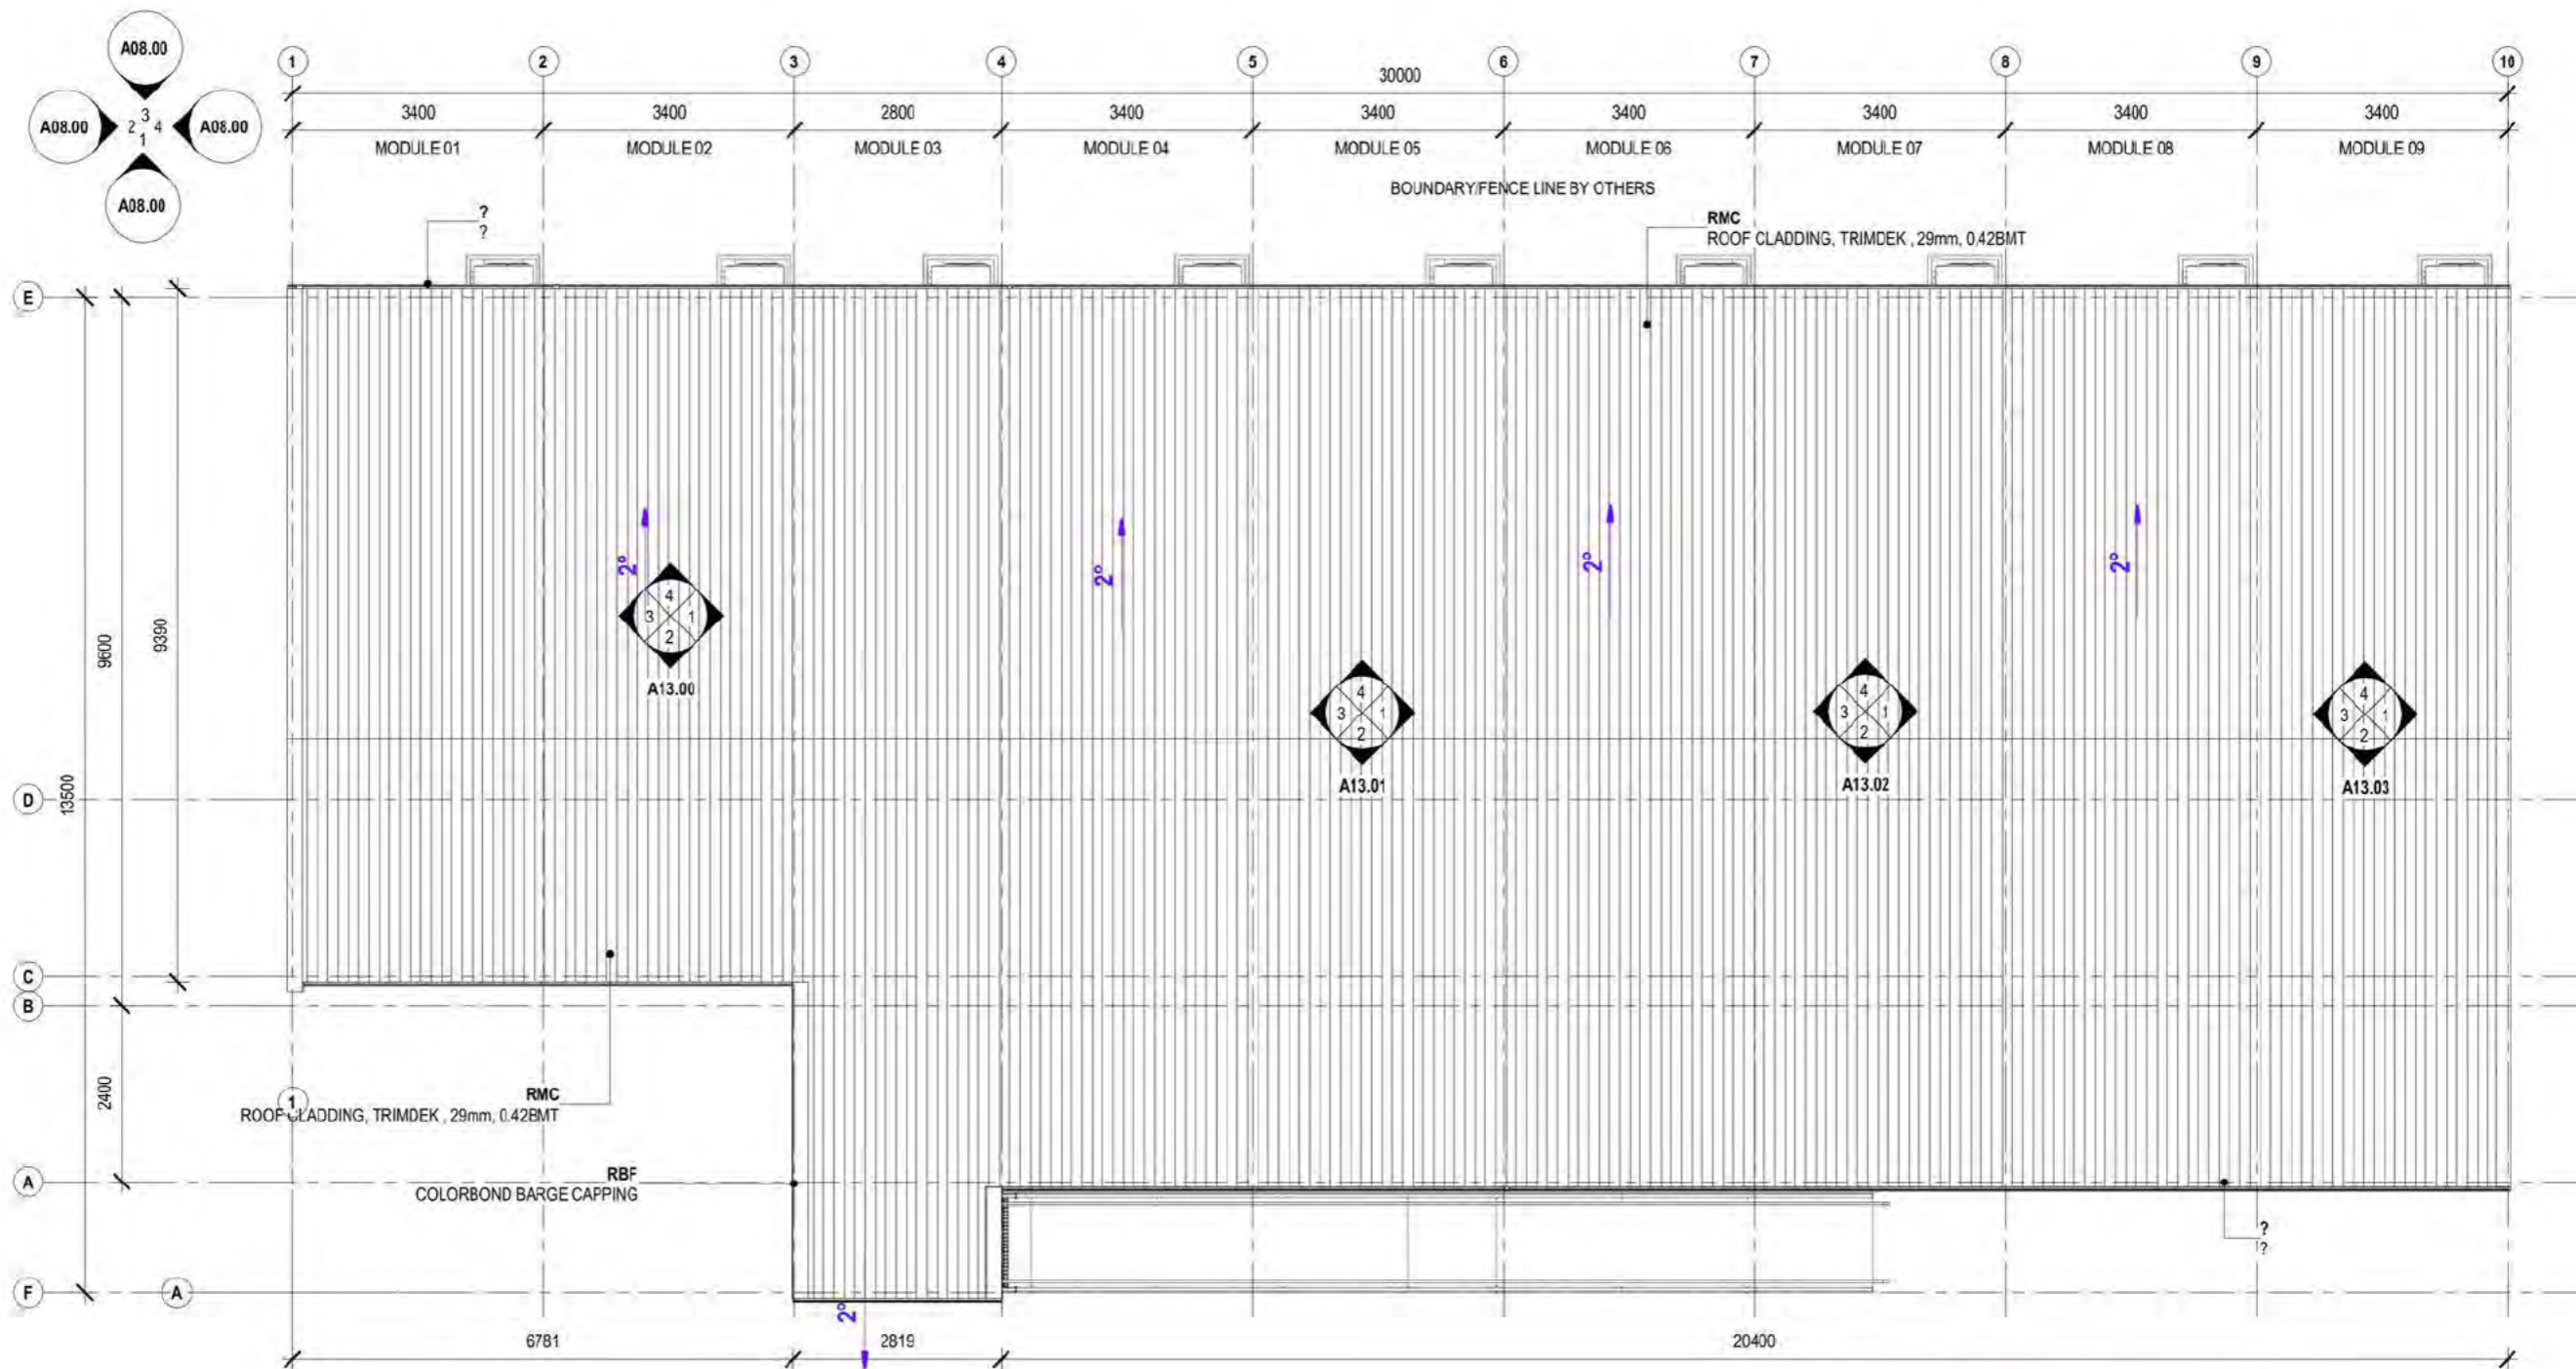 A08.00
A08.00
3
2 4
1
A08.00
A08.00
1
2
3
4
5
6
7
8
9
10
30000
3400
3400
2800
3400
3400
3400
3400
3400
3400
MODULE 01
MODULE 02
MODULE 03
MODULE 04
MODULE 05
MODULE 06
MODULE 07
MODULE 08
MODULE 09
BOUNDARY/FENCE LINE BY OTHERS
?
?
RMC
ROOF CLADDING, TRIMDEK , 29mm, 0.42BMT
E
2°
2°
2°
2°
4
3 1
2
A13.00
9600
9390
4
3 1
2
A13.01
4
3 1
2
A13.02
4
3 1
2
A13.03
D
13500
C
B
2400
1
RMC
ROOF CLADDING, TRIMDEK , 29mm, 0.42BMT
A
RBF
COLORBOND BARGE CAPPING
?
?
F
A
2°
6781
2819
20400